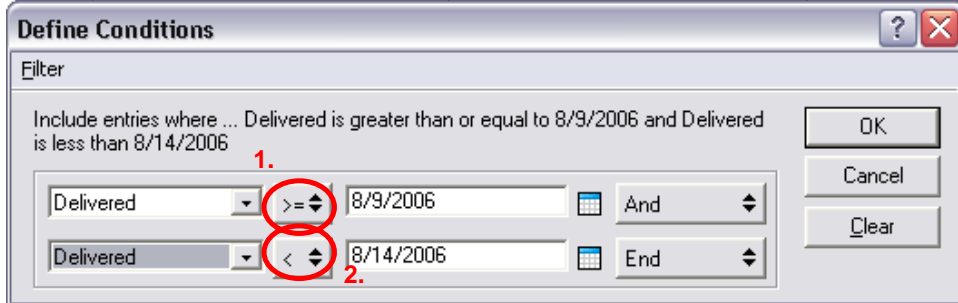 Define Conditions
?
Filter
Include entries where ... Delivered is greater than or equal to 8/9/2006 and Delivered
is less than 8/14/2006
OK
Cancel
Clear
1.
Delivered >= 8/9/2006 And
Delivered < 8/14/2006 End
2.